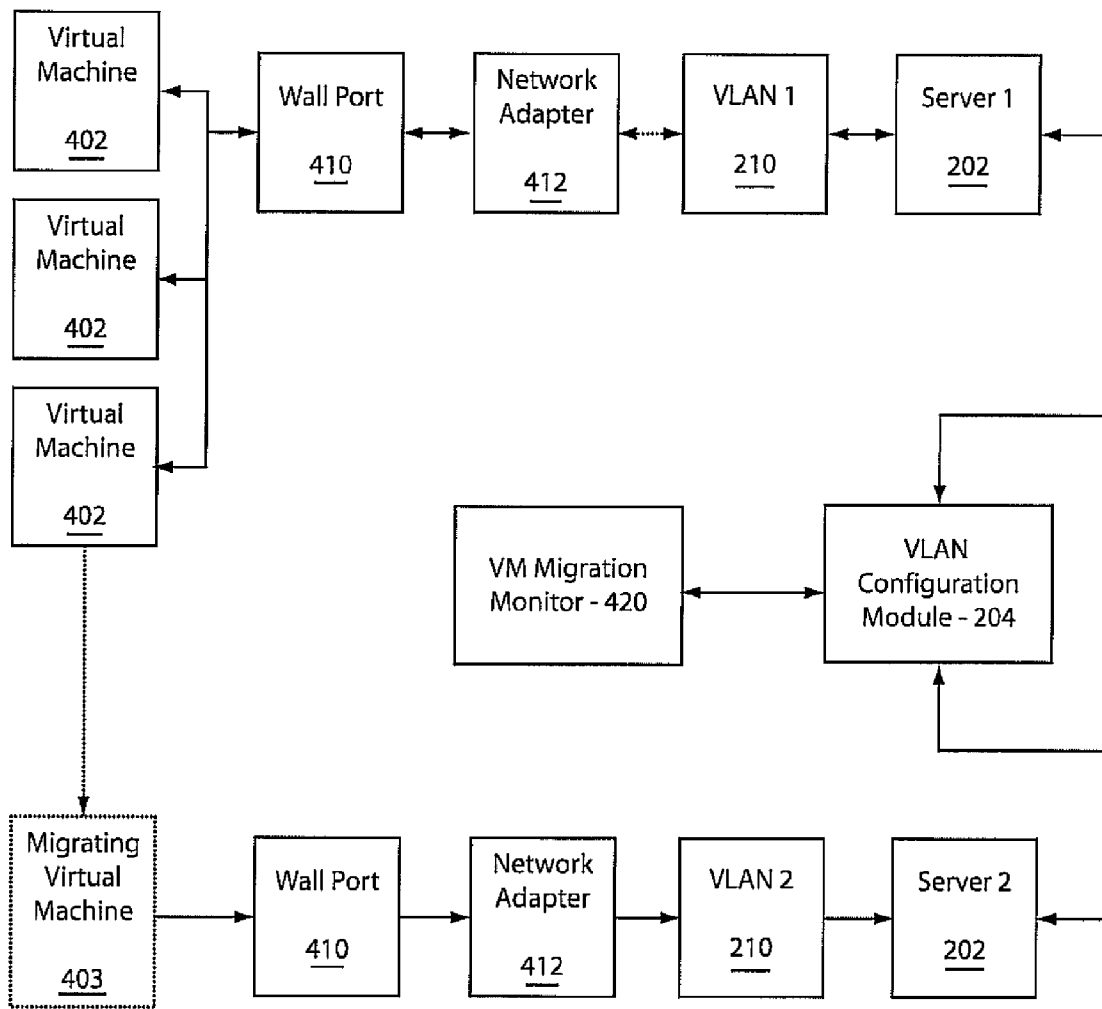 Virtual
Machine
402
Wall Port
410
Network
Adapter
412
VLAN 1
210
Server 1
202
Virtual
Machine
402
Virtual
Machine
402
VM Migration
Monitor - 420
VLAN
Configuration
Module - 204
Migrating
Virtual
Machine
403
Wall Port
410
Network
Adapter
412
VLAN 2
210
Server 2
202